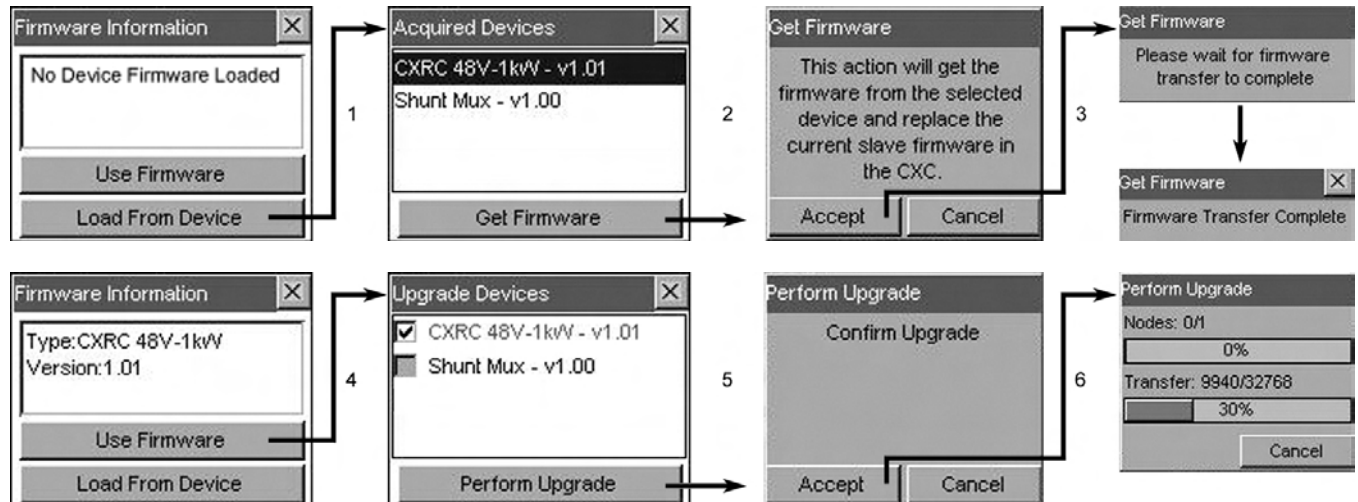 Firmware Information
No Device Firmware Loaded
Use Firmware
Load From Device
1
Acquired Devices
CXRC 48V-1kW - v1.01
Shunt Mux - v1.00
Get Firmware
2
Get Firmware
This action will get the
firmware from the selected
device and replace the
current slave firmware in
the CXC.
Accept
Cancel
3
Get Firmware
Please wait for firmware
transfer to complete
Get Firmware
Firmware Transfer Complete
Firmware Information
Type:CXRC 48V-1kW
Version:1.01
Use Firmware
Load From Device
4
Upgrade Devices
CXRC 48V-1kW - v1.01
Shunt Mux - v1.00
Perform Upgrade
5
Perform Upgrade
Confirm Upgrade
Accept
Cancel
6
Perform Upgrade
Nodes: 0/1
0%
Transfer: 9940/32768
30%
Cancel